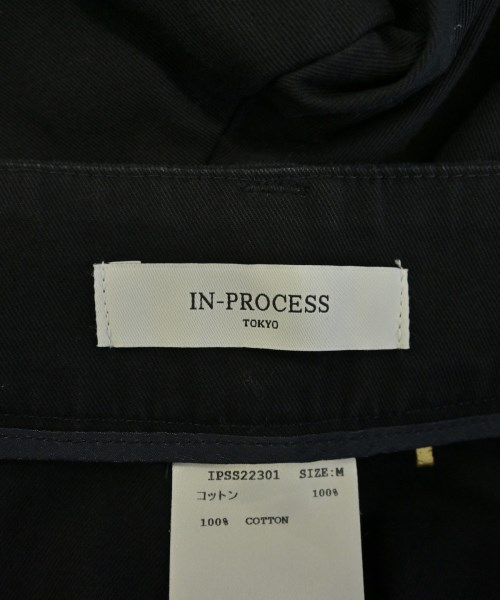 IN-PROCESS
TOKYO
IPSS22301 SIZE:M
コットン 100%
100% COTTON